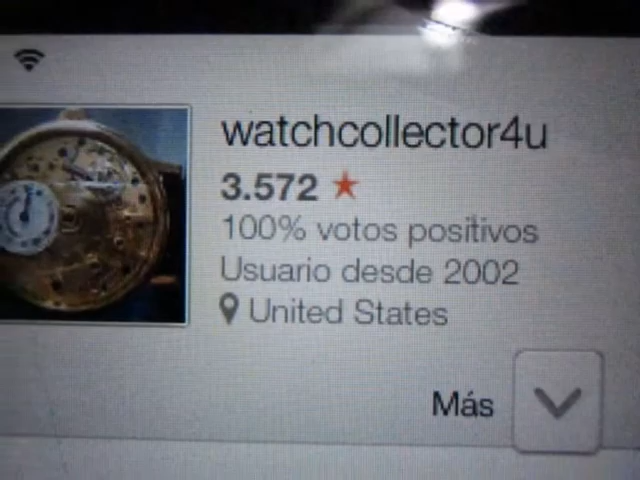 watchcollector4u
3.572
100% votos positivos
Usuario desde 2002
United States
Más